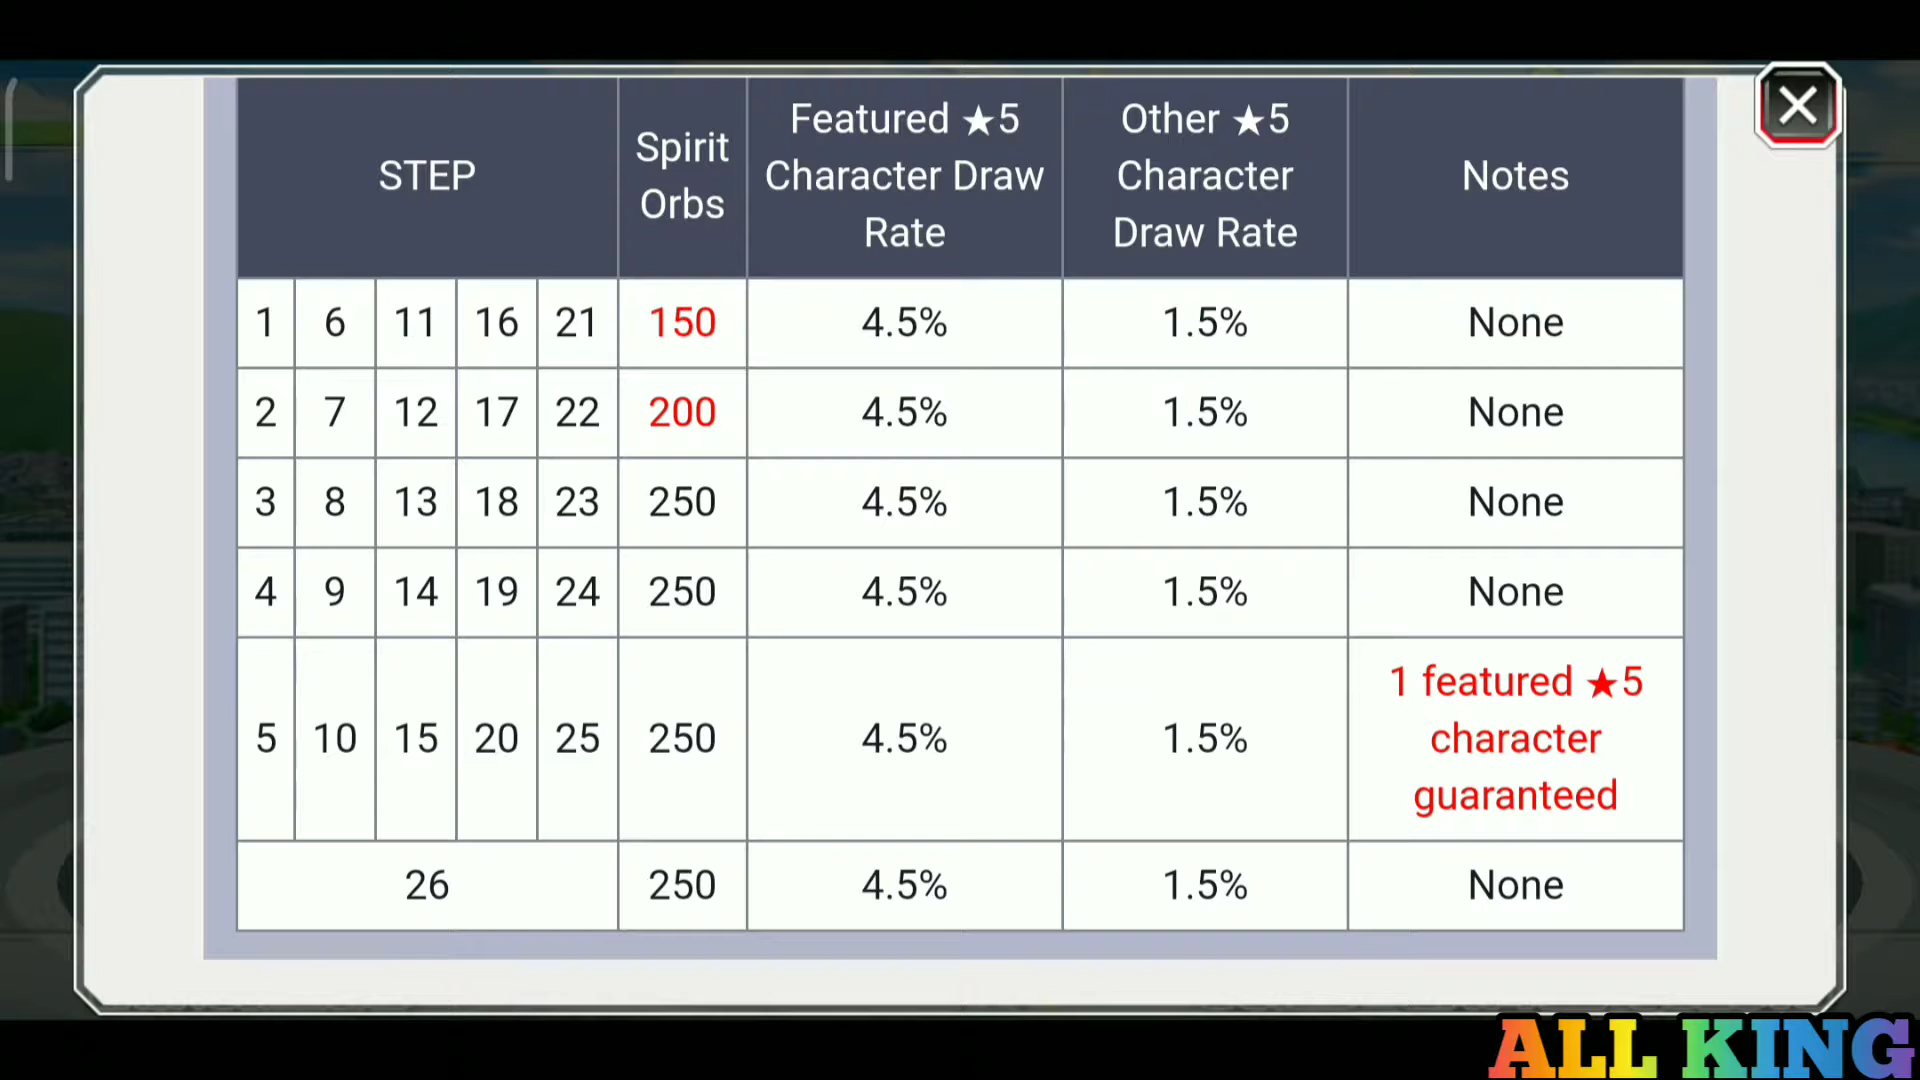 STEP
Spirit
Orbs
Featured ★5
Character Draw
Rate
Other ★5
Character
Draw Rate
Notes
1 6 11 16 21 150 4.5% 1.5% None
2 7 12 17 22 200 4.5% 1.5% None
3 8 13 18 23 250 4.5% 1.5% None
4 9 14 19 24 250 4.5% 1.5% None
5 10 15 20 25 250 4.5% 1.5% 1 featured ★5
character
guaranteed
26 250 4.5% 1.5% None
ALL KING